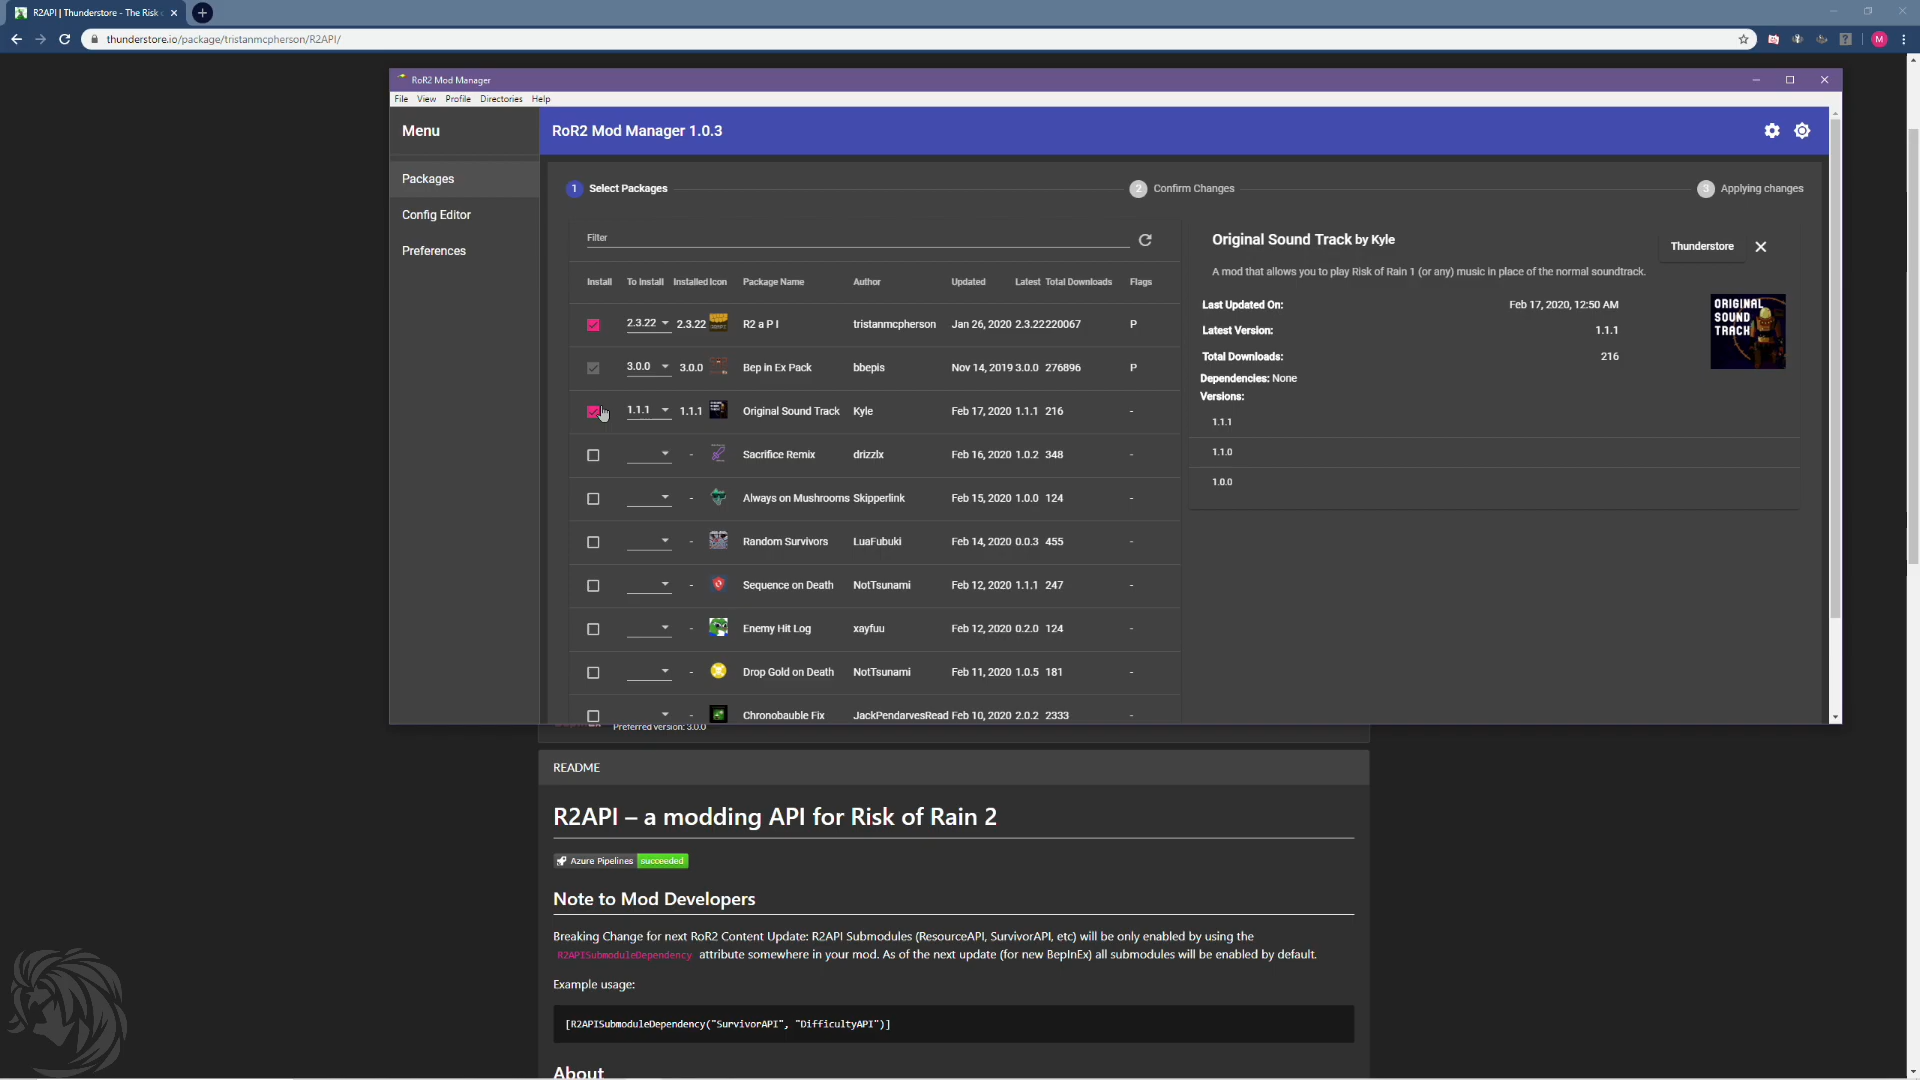 R2API | Thunderstore - The Risk
thunderstore.io/package/tristanmcpherson/R2API/
M
RoR2 Mod Manager
File View Profile Directories Help
Menu
RoR2 Mod Manager 1.0.3
Packages
Config Editor
Preferences
1 Select Packages
2 Confirm Changes
3 Applying changes
Filter
Install To Install Installed Icon Package Name Author Updated Latest Total Downloads Flags
2.3.22 2.3.22 R2 a P I tristanmcpherson Jan 26, 2020 2.3.22 220067 P
3.0.0 3.0.0 Bep in Ex Pack bbepis Nov 14, 2019 3.0.0 276896 P
1.1.1 1.1.1 Original Sound Track Kyle Feb 17, 2020 1.1.1 216 -
- Sacrifice Remix drizzlx Feb 16, 2020 1.0.2 348 -
- Always on Mushrooms Skipperlink Feb 15, 2020 1.0.0 124 -
- Random Survivors LuaFubuki Feb 14, 2020 0.0.3 455 -
- Sequence on Death NotTsunami Feb 12, 2020 1.1.1 247 -
- Enemy Hit Log xayfuu Feb 12, 2020 0.2.0 124 -
- Drop Gold on Death NotTsunami Feb 11, 2020 1.0.5 181 -
- Chronobauble Fix JackPendarvesRead Feb 10, 2020 2.0.2 2333 -
Original Sound Track by Kyle
Thunderstore
A mod that allows you to play Risk of Rain 1 (or any) music in place of the normal soundtrack.
Last Updated On: Feb 17, 2020, 12:50 AM
Latest Version: 1.1.1
Total Downloads: 216
Dependencies: None
Versions:
1.1.1
1.1.0
1.0.0
ORIGINAL
SOUND
TRACK
Preferred version: 3.0.0
README
R2API – a modding API for Risk of Rain 2
Azure Pipelines succeeded
Note to Mod Developers
Breaking Change for next RoR2 Content Update: R2API Submodules (ResourceAPI, SurvivorAPI, etc) will be only enabled by using the
R2APISubmoduleDependency attribute somewhere in your mod. As of the next update (for new BepInEx) all submodules will be enabled by default.
Example usage:
[R2APISubmoduleDependency("SurvivorAPI", "DifficultyAPI")]
About